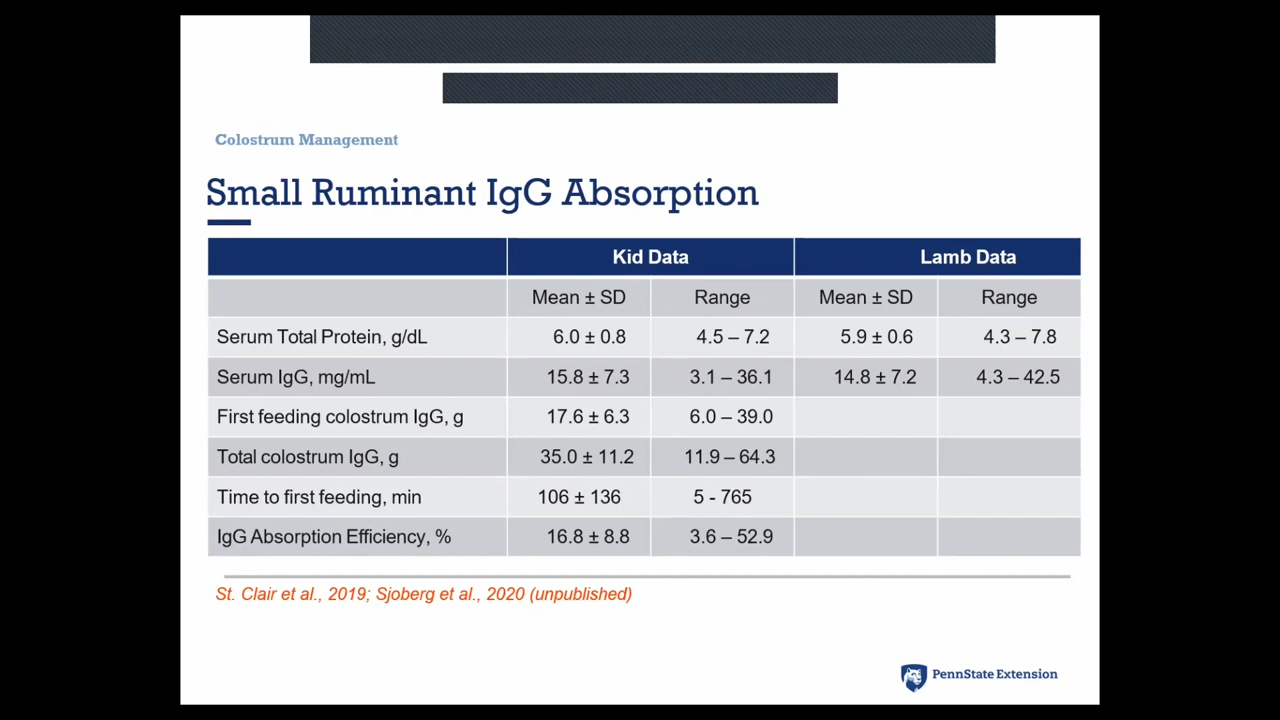 Colostrum Management
Small Ruminant IgG Absorption
Kid Data Lamb Data
Mean ± SD Range Mean ± SD Range
Serum Total Protein, g/dL 6.0 ± 0.8 4.5 – 7.2 5.9 ± 0.6 4.3 – 7.8
Serum IgG, mg/mL 15.8 ± 7.3 3.1 – 36.1 14.8 ± 7.2 4.3 – 42.5
First feeding colostrum IgG, g 17.6 ± 6.3 6.0 – 39.0
Total colostrum IgG, g 35.0 ± 11.2 11.9 – 64.3
Time to first feeding, min 106 ± 136 5 - 765
IgG Absorption Efficiency, % 16.8 ± 8.8 3.6 – 52.9
St. Clair et al., 2019; Sjoberg et al., 2020 (unpublished)
PennState Extension